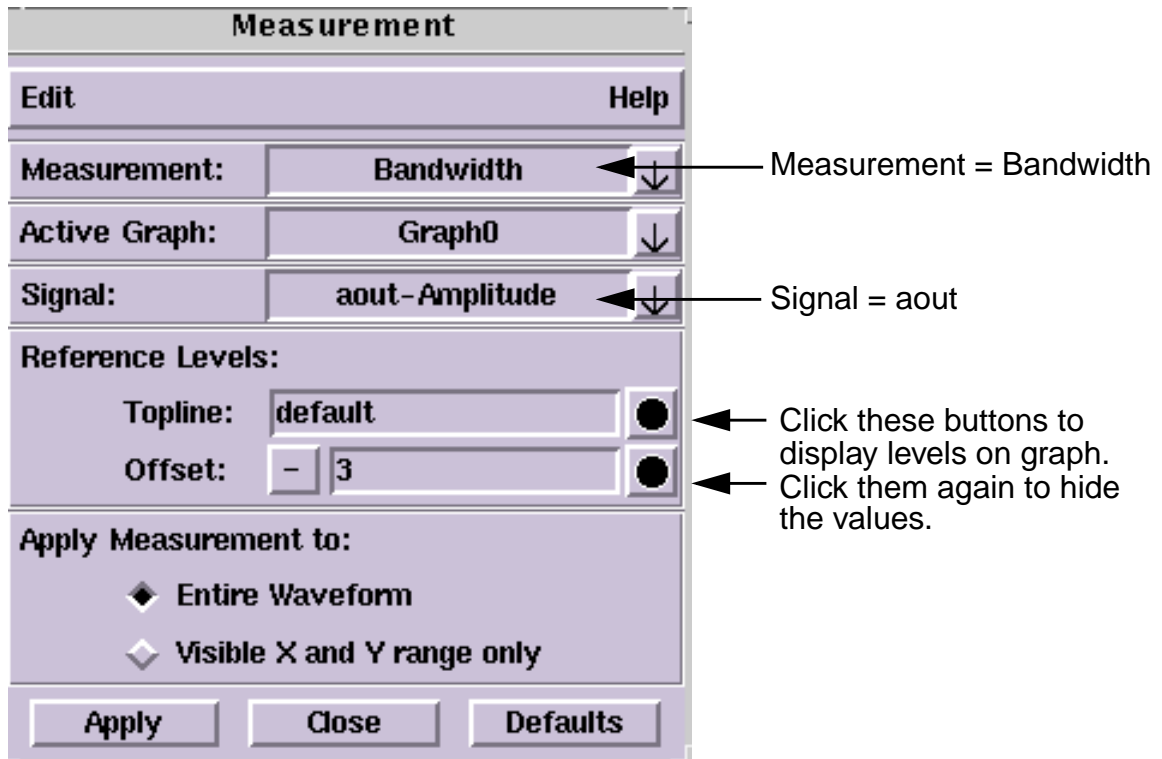 Measurement
Edit Help
Measurement: Bandwidth
Measurement = Bandwidth
Active Graph: Graph0
Signal: aout-Amplitude
Signal = aout
Reference Levels:
Topline: default
Offset: - 3
Click these buttons to
display levels on graph.
Click them again to hide
the values.
Apply Measurement to:
Entire Waveform
Visible X and Y range only
Apply Close Defaults